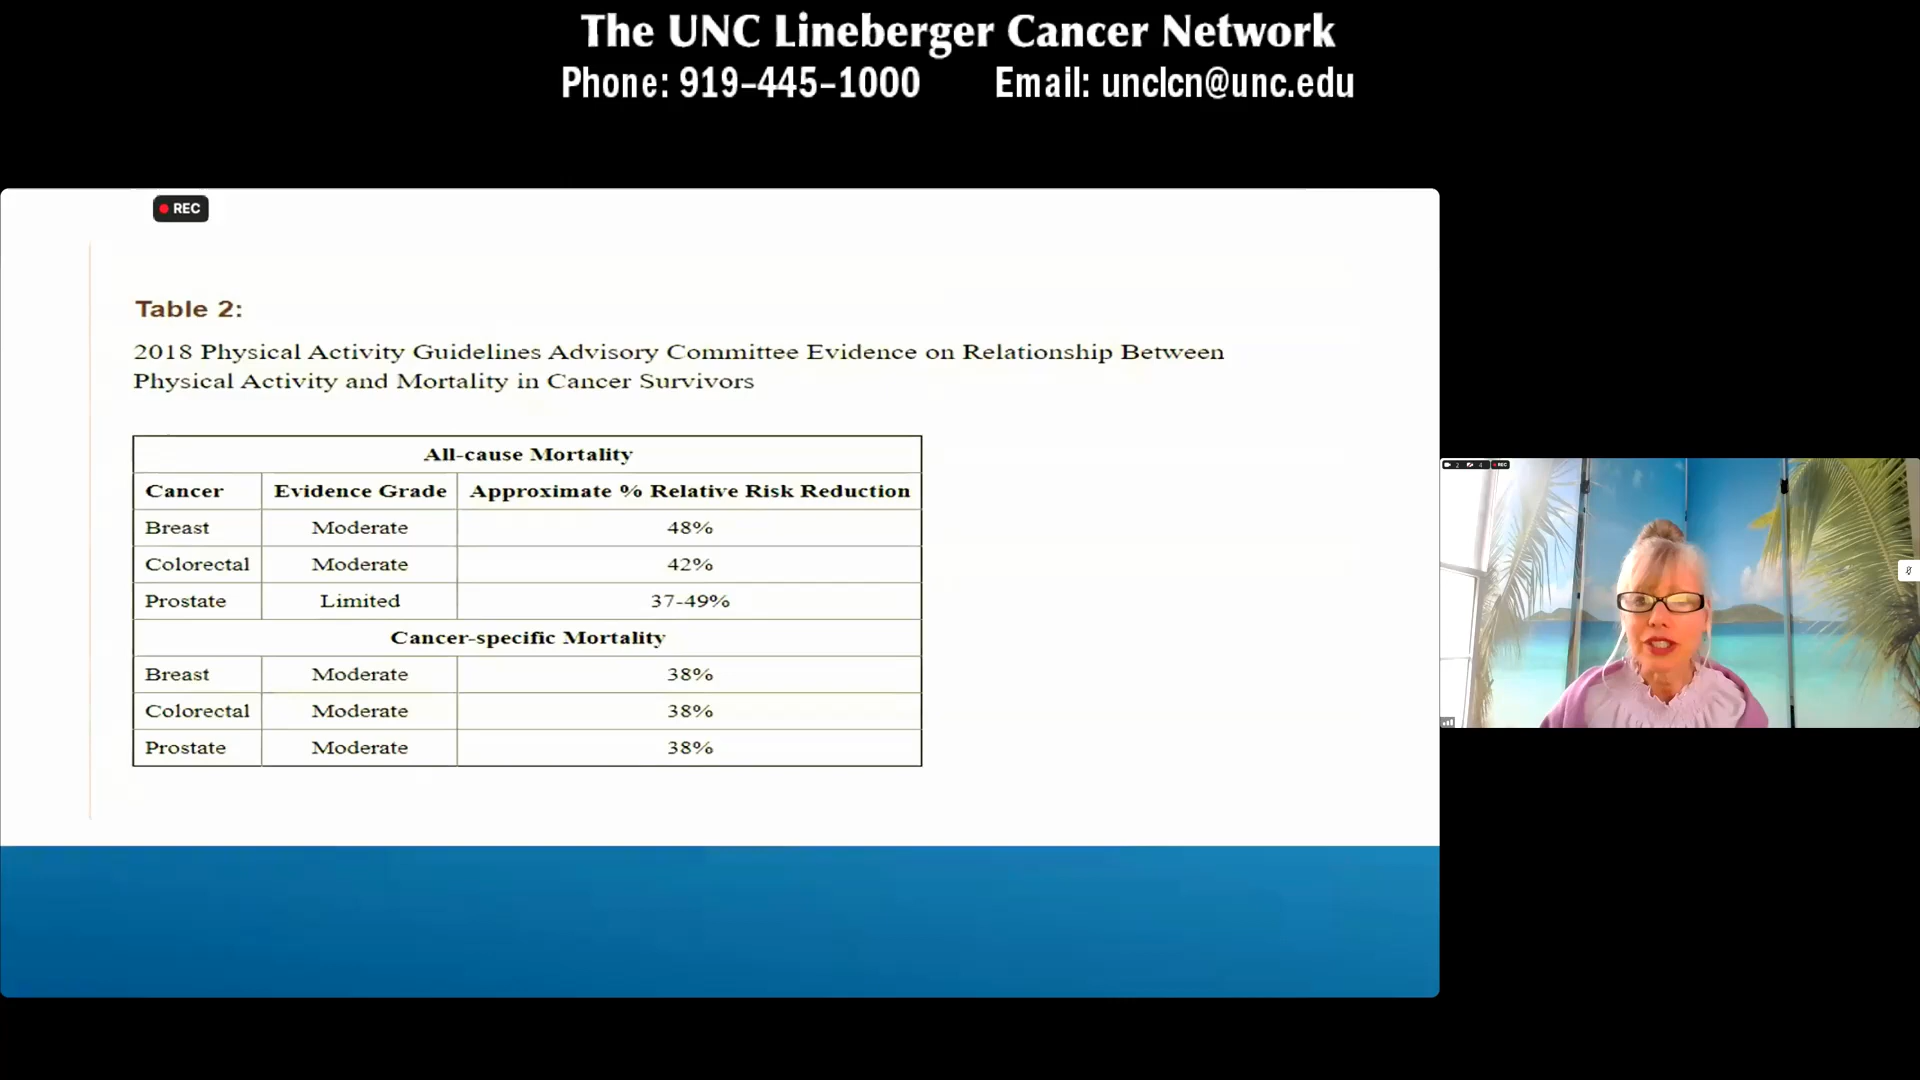 The UNC Lineberger Cancer Network
Phone: 919-445-1000 Email: unclcn@unc.edu
REC
Table 2:
2018 Physical Activity Guidelines Advisory Committee Evidence on Relationship Between
Physical Activity and Mortality in Cancer Survivors
All-cause Mortality
Cancer Evidence Grade Approximate % Relative Risk Reduction
Breast Moderate 48%
Colorectal Moderate 42%
Prostate Limited 37-49%
Cancer-specific Mortality
Breast Moderate 38%
Colorectal Moderate 38%
Prostate Moderate 38%
2 4 REC